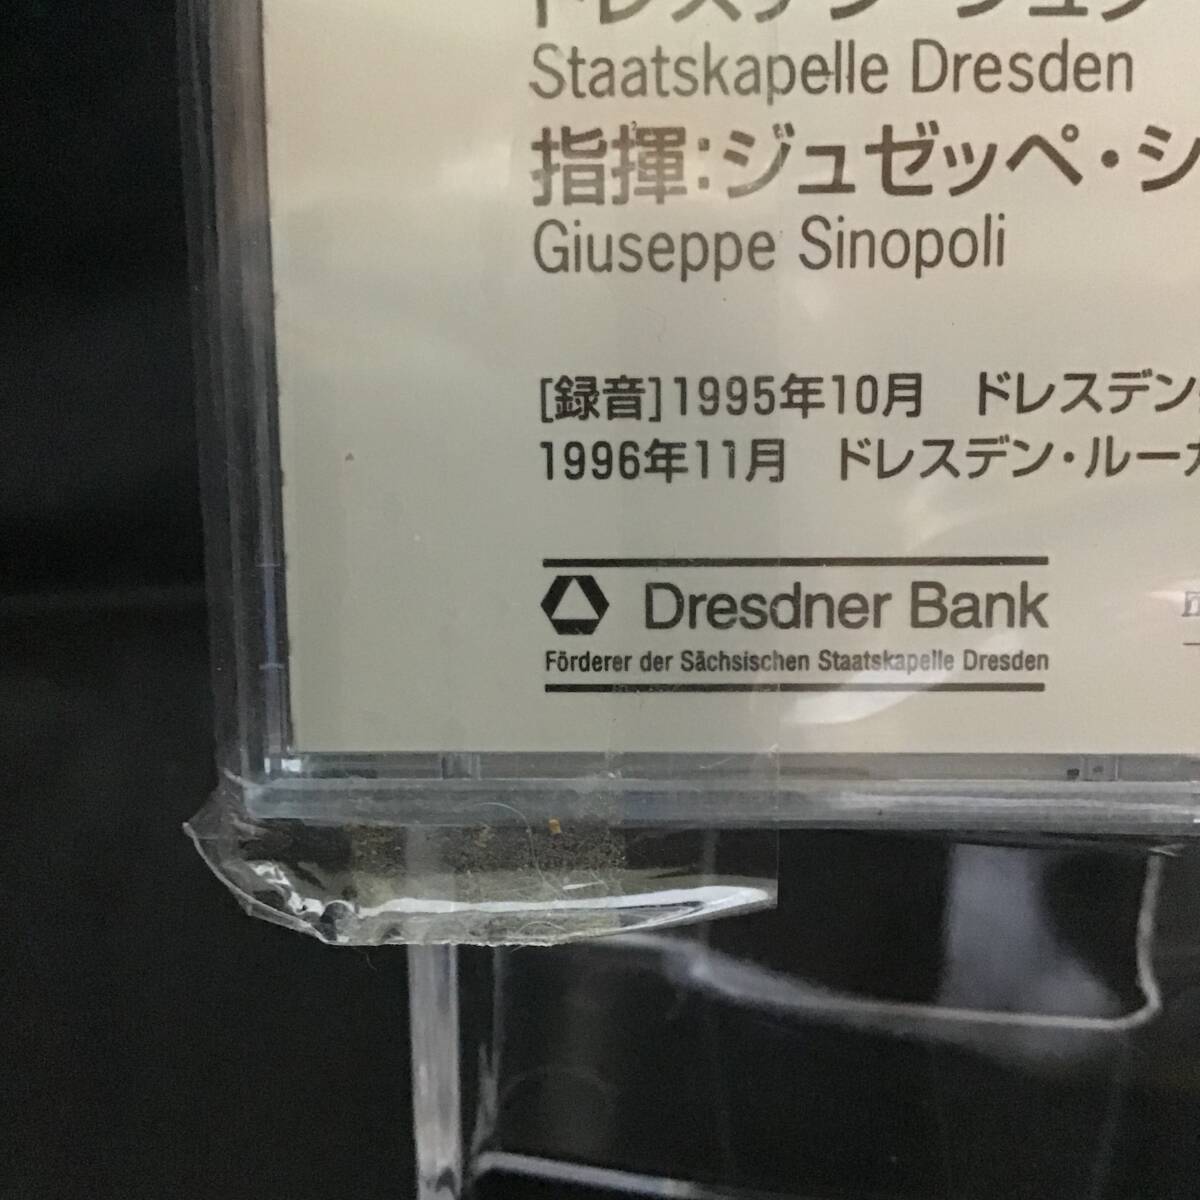 Staatskapelle Dresden
指揮:ジュゼッペ・シ
Giuseppe Sinopoli
[録音]1995年10月 ドレスデン
1996年11月 ドレスデン・ルーカ
Dresdner Bank
Förderer der Sächsischen Staatskapelle Dresden